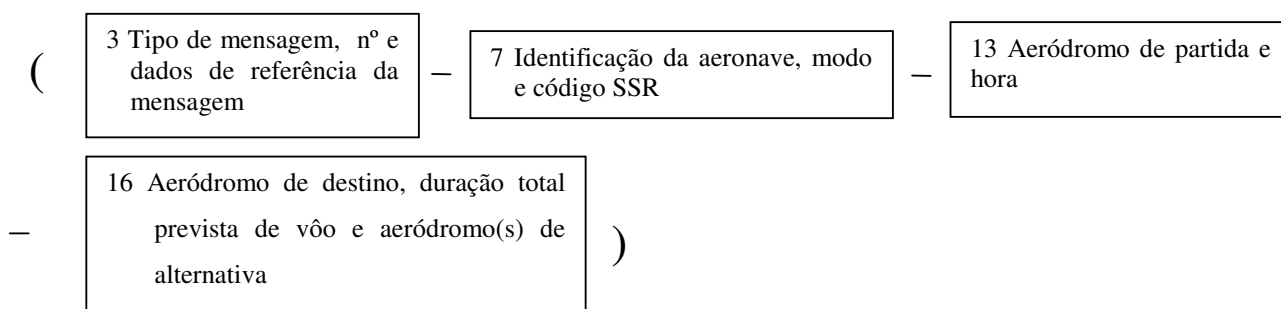 ( 3 Tipo de mensagem, nº e – 7 Identificação da aeronave, modo – 13 Aeródromo de partida e
dados de referência da e código SSR hora
mensagem
– 16 Aeródromo de destino, duração total )
prevista de vôo e aeródromo(s) de
alternativa